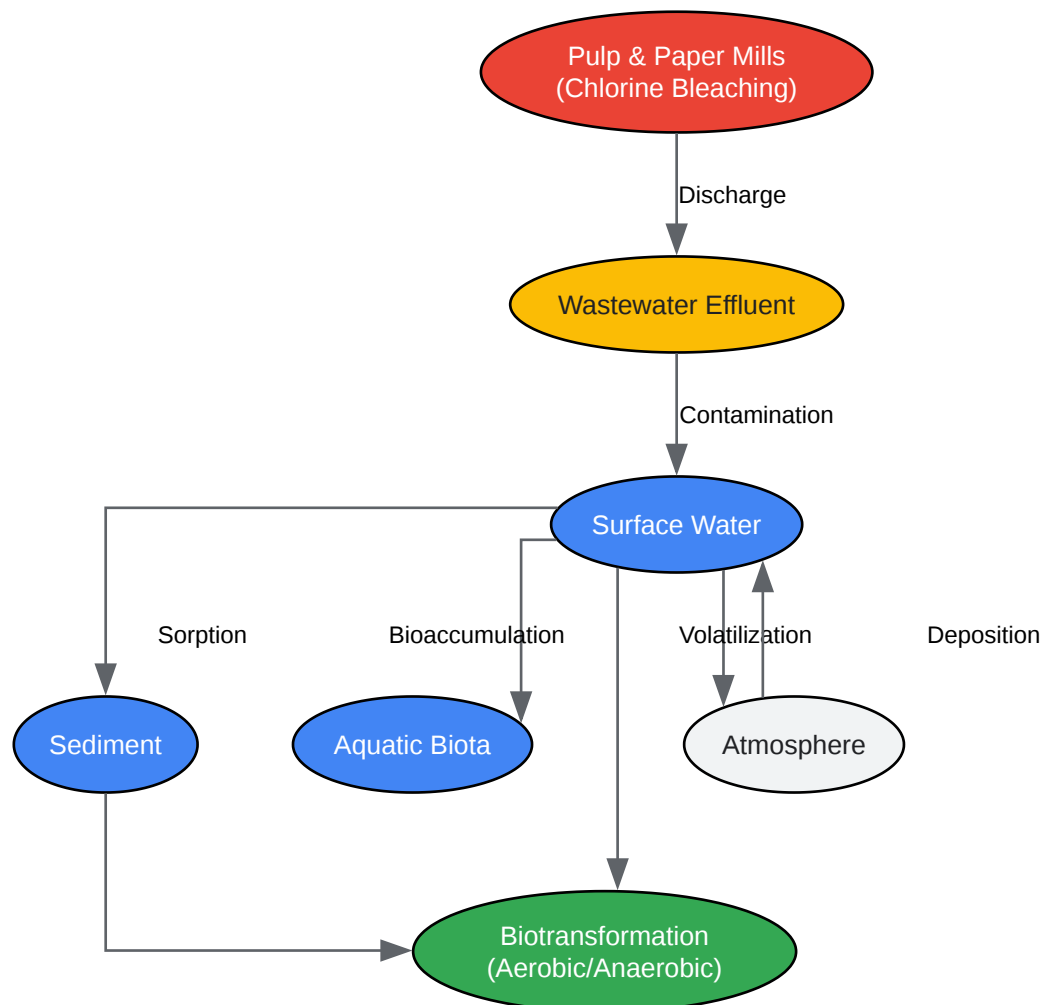 Pulp & Paper Mills
(Chlorine Bleaching)
Discharge
Wastewater Effluent
Contamination
Surface Water
Sorption
Bioaccumulation
Volatilization
Deposition
Sediment
Aquatic Biota
Atmosphere
Biotransformation
(Aerobic/Anaerobic)